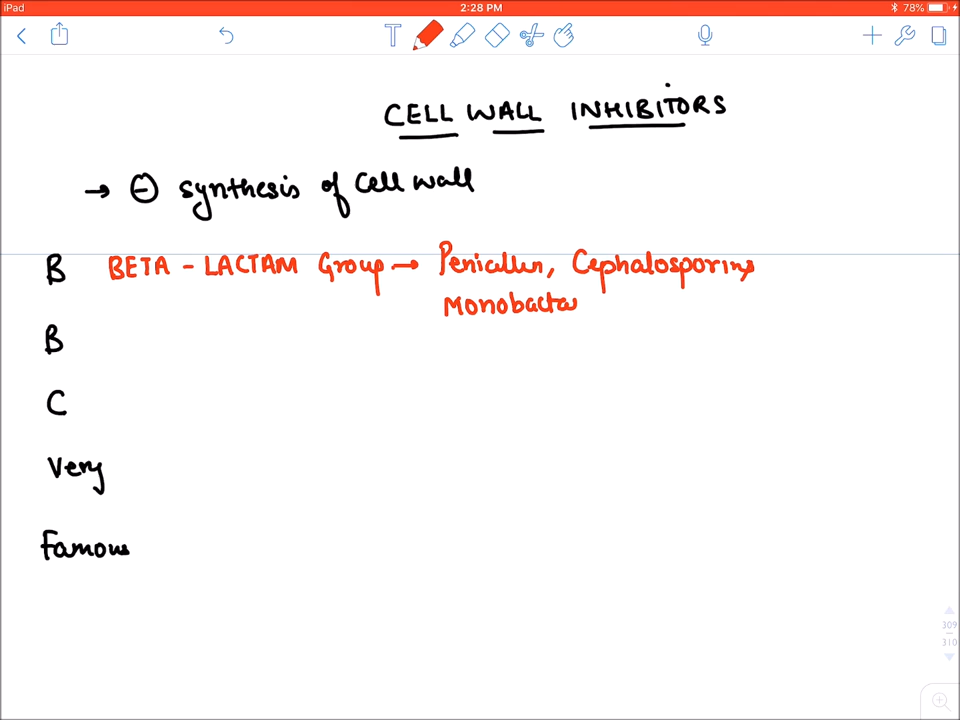 iPad 2:28 PM 78%
T
CELL WALL INHIBITORS
→ ⊖ synthesis of cell wall
B BETA - LACTAM Group → Penicillin, Cephalosporins,
Monobacta
B
C
Very
Famous
309
310